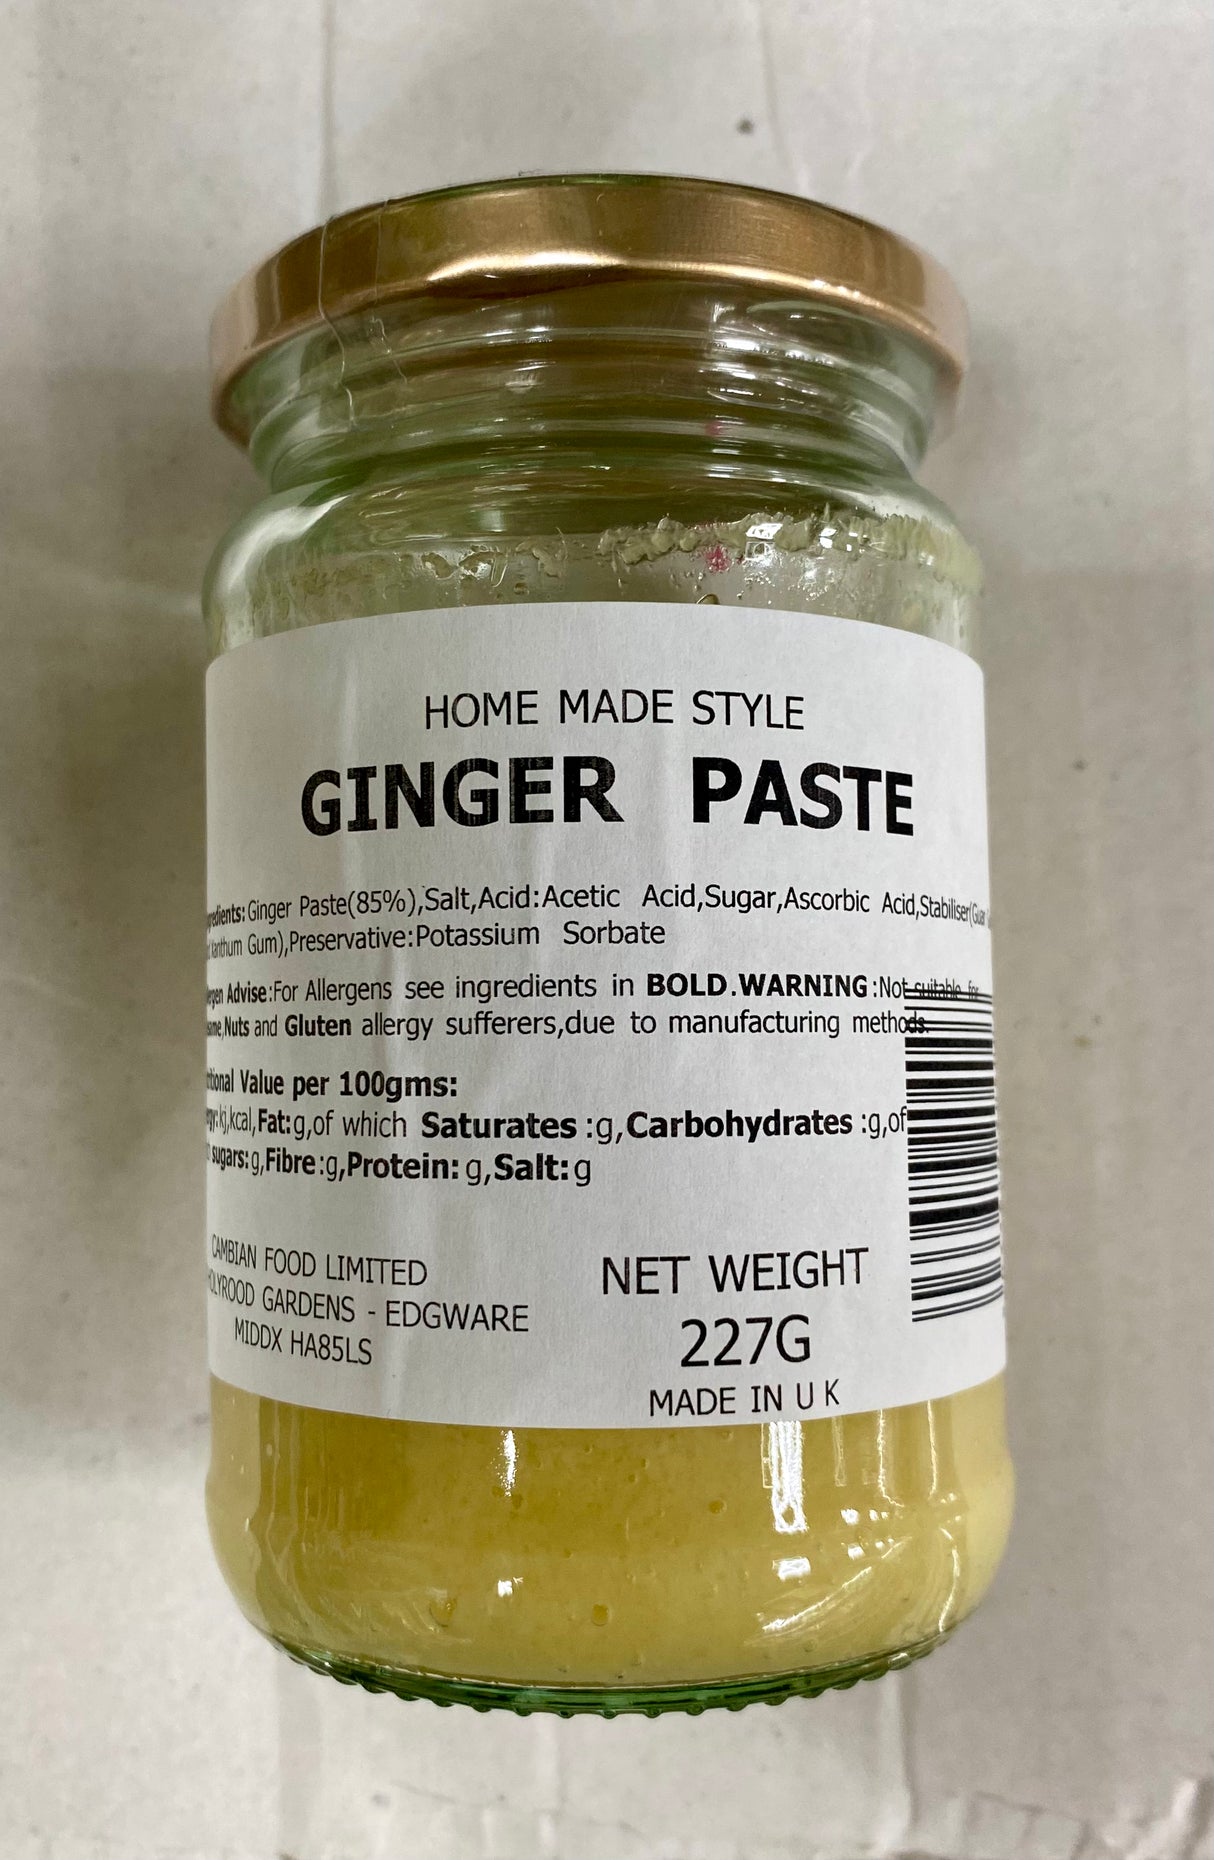 HOME MADE STYLE
GINGER PASTE
Ginger Paste(85%),Salt,Acid:Acetic Acid,Sugar,Ascorbic Acid,Stabiliser(
Xanthum Gum),Preservative:Potassium Sorbate
Advise:For Allergens see ingredients in BOLD.WARNING:Not suitable for
Nuts and Gluten allergy sufferers,due to manufacturing methods.
Value per 100gms:
kj,kcal,Fat:g,of which Saturates :g,Carbohydrates :g,of
sugars:g,Fibre:g,Protein: g,Salt:g
CAMBIAN FOOD LIMITED
GARDENS - EDGWARE
MIDDX HA85LS
NET WEIGHT
227G
MADE IN U K